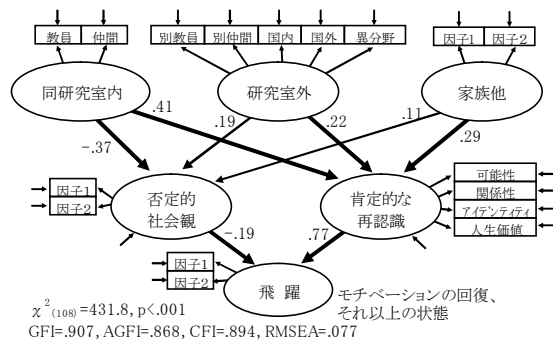 教員 仲間 別教員 別仲間 国内 国外 異分野 因子1 因子2
同研究室内 研究室外 家族他
.41 .19 .22 .11 .29
-.37
因子1
因子2
否定的
社会観
肯定的な
再認識
可能性
関係性
アイデンティティ
人生価値
-.19 .77
因子1
因子2
飛躍
モチベーションの回復、
それ以上の状態
χ²(108)=431.8, p<.001
GFI=.907, AGFI=.868, CFI=.894, RMSEA=.077